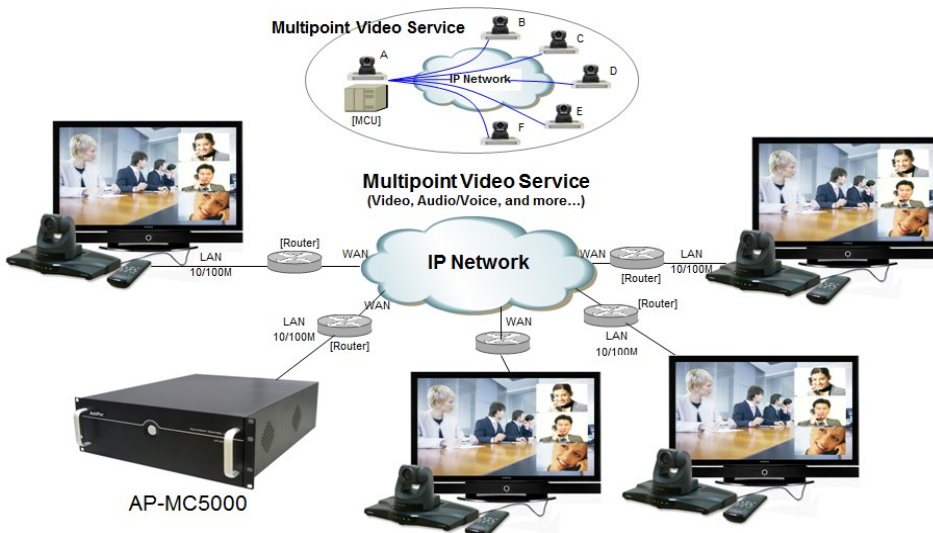 Multipoint Video Service
A
B
C
D
E
F
IP Network
[MCU]
Multipoint Video Service
(Video, Audio/Voice, and more...)
IP Network
LAN
10/100M
[Router]
WAN
WAN
[Router]
LAN
10/100M
LAN
10/100M
[Router]
WAN
WAN
[Router]
LAN
10/100M
AP-MC5000